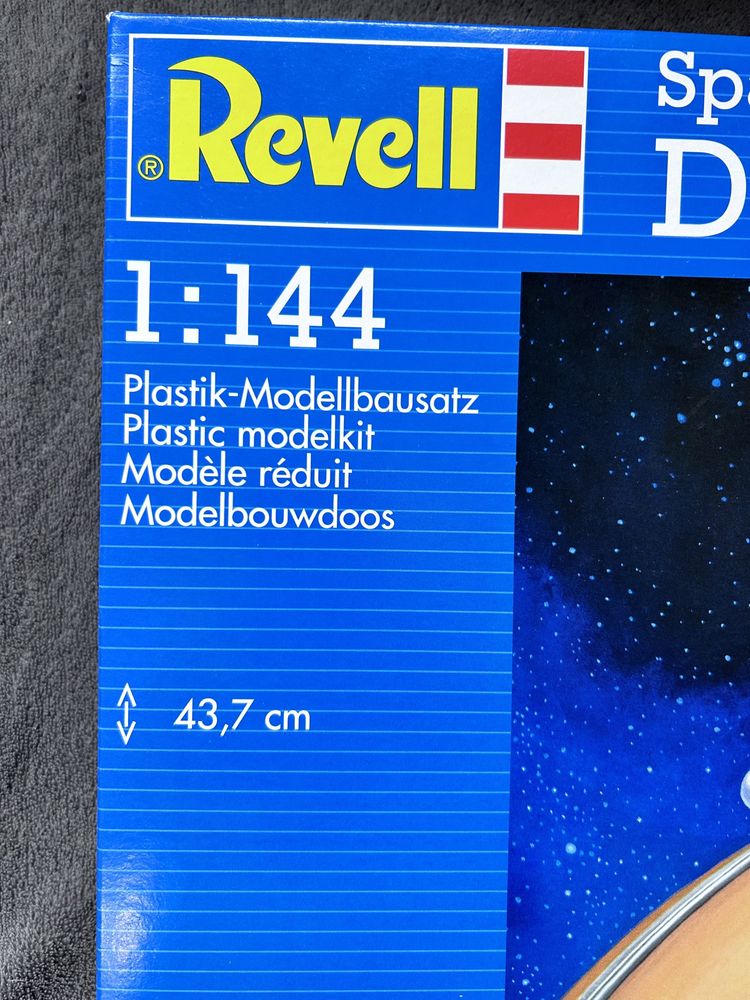 ® Revell
1:144
Plastik-Modellbausatz
Plastic modelkit
Modèle réduit
Modelbouwdoos
43,7 cm